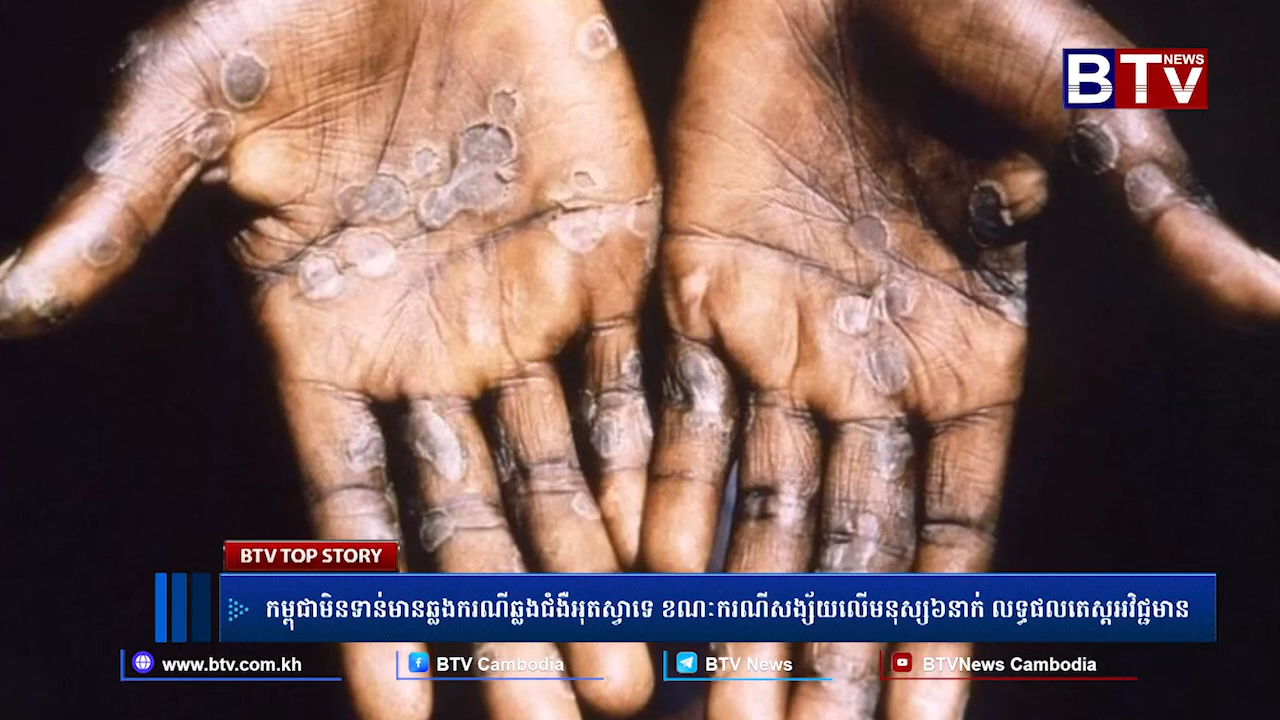 BTV NEWS
BTV TOP STORY
កម្ពុជាមិនទាន់មានឆ្លងករណីឆ្លងជំងឺអុតស្វាទេ ខណៈករណីសង្ស័យលើមនុស្ស៦នាក់ លទ្ធផលតេស្តអវិជ្ជមាន
www.btv.com.kh
BTV Cambodia
BTV News
BTVNews Cambodia